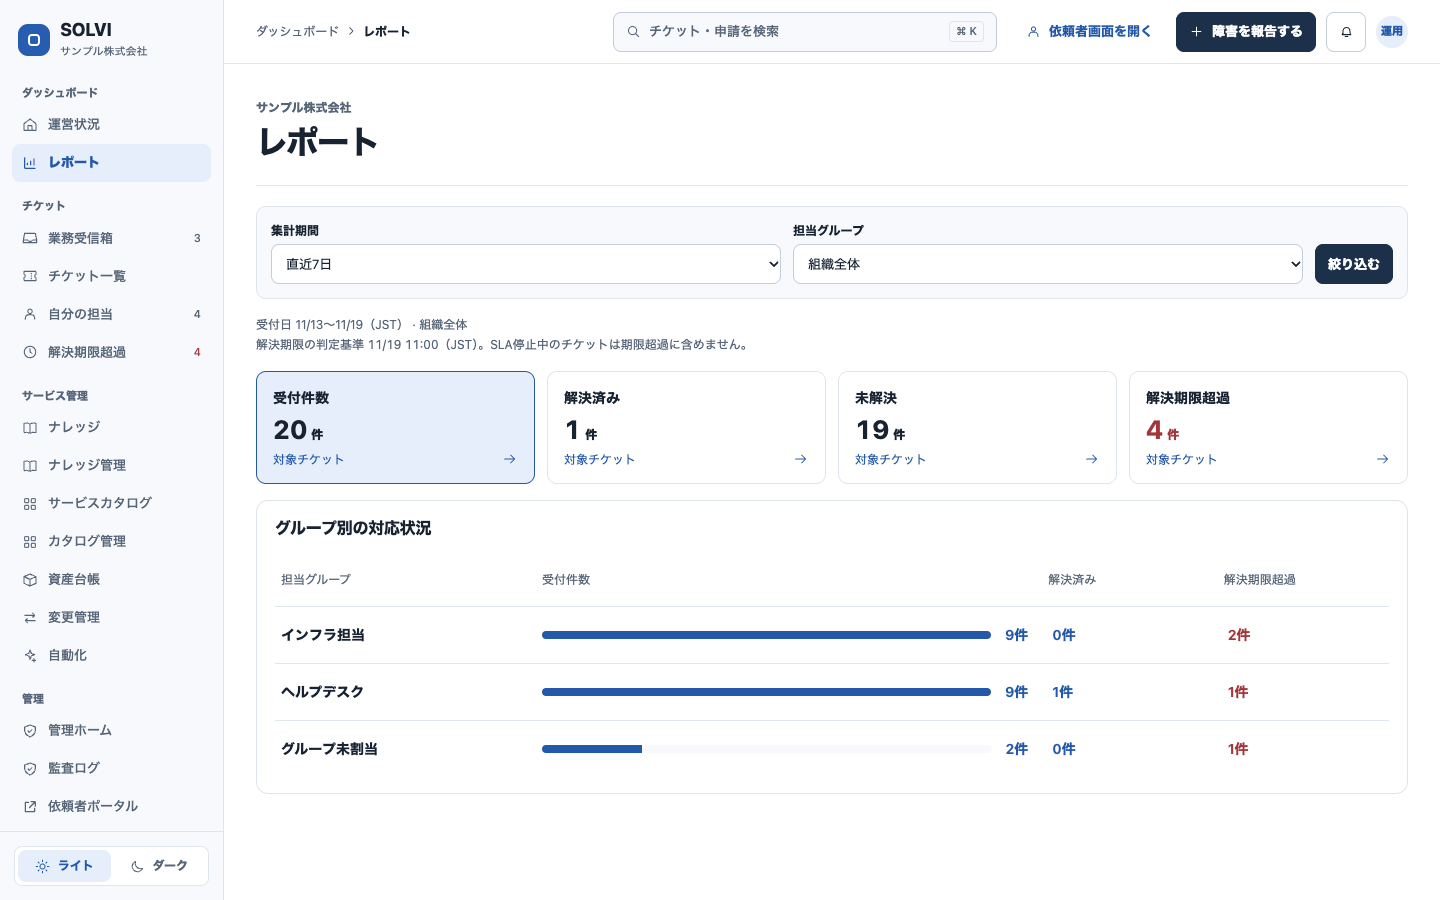 SOLVI
サンプル株式会社
ダッシュボード
運営状況
レポート
チケット
業務受信箱 3
チケット一覧
自分の担当 4
解決期限超過 4
サービス管理
ナレッジ
ナレッジ管理
サービスカタログ
カタログ管理
資産台帳
変更管理
自動化
管理
管理ホーム
監査ログ
依頼者ポータル
ライト ダーク
ダッシュボード > レポート
チケット・申請を検索 ⌘ K
依頼者画面を開く
+ 障害を報告する
運用
サンプル株式会社
レポート
集計期間 担当グループ
直近7日 組織全体 絞り込む
受付日 11/13〜11/19（JST） · 組織全体
解決期限の判定基準 11/19 11:00（JST）。SLA停止中のチケットは期限超過に含めません。
受付件数
20 件
対象チケット →
解決済み
1 件
対象チケット →
未解決
19 件
対象チケット →
解決期限超過
4 件
対象チケット →
グループ別の対応状況
担当グループ 受付件数 解決済み 解決期限超過
インフラ担当 9件 0件 2件
ヘルプデスク 9件 1件 1件
グループ未割当 2件 0件 1件